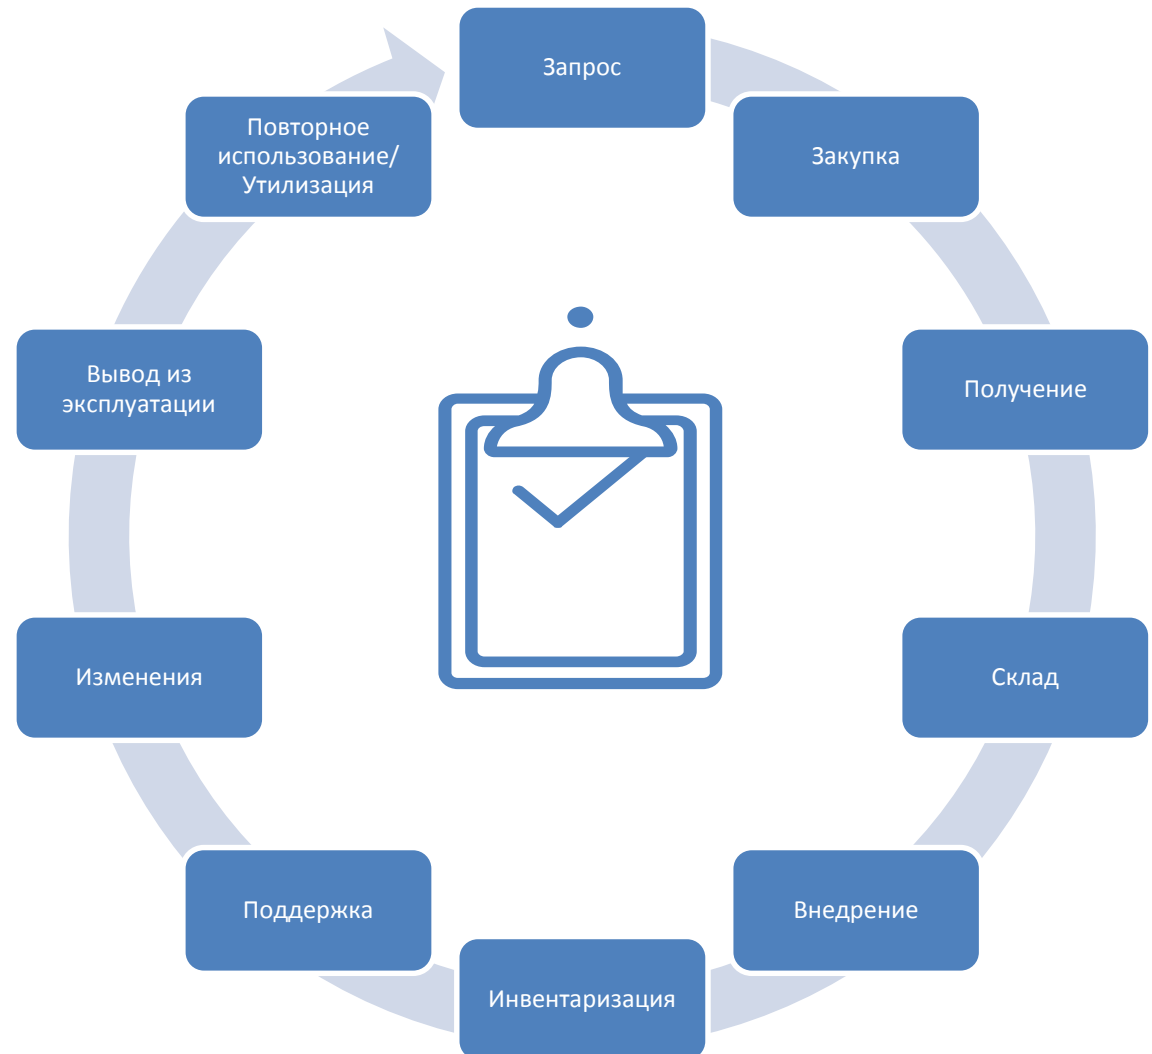 Запрос
Закупка
Получение
Склад
Внедрение
Инвентаризация
Поддержка
Изменения
Вывод из
эксплуатации
Повторное
использование/
Утилизация